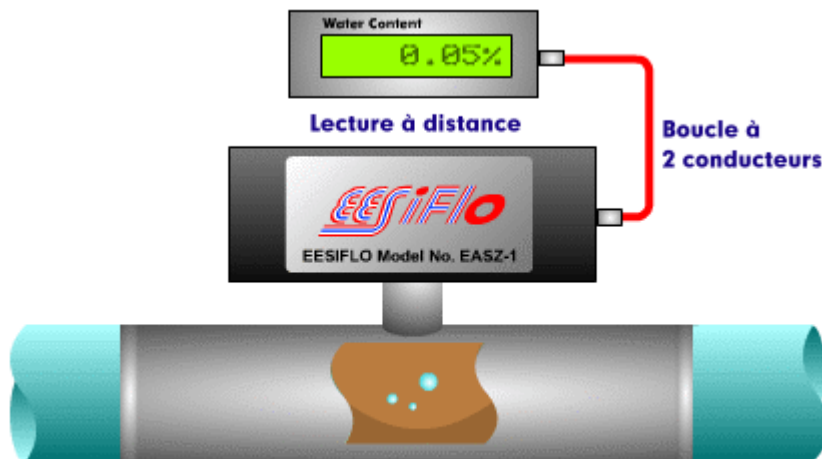 Water Content
0.05%
Lecture à distance
Boucle à
2 conducteurs
EESiFlo
EESIFLO Model No. EASZ-1